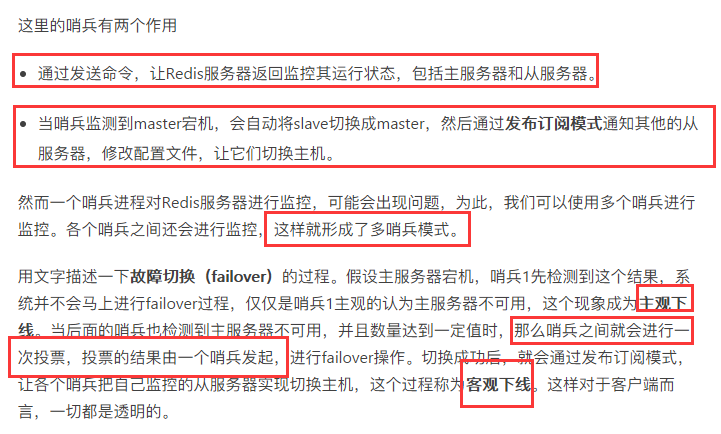 这里的哨兵有两个作用
通过发送命令，让Redis服务器返回监控其运行状态，包括主服务器和从服务器。
当哨兵监测到master宕机，会自动将slave切换成master，然后通过发布订阅模式通知其他的从
服务器，修改配置文件，让它们切换主机。
然而一个哨兵进程对Redis服务器进行监控，可能会出现问题，为此，我们可以使用多个哨兵进行
监控。各个哨兵之间还会进行监控，这样就形成了多哨兵模式。
用文字描述一下故障切换（failover）的过程。假设主服务器宕机，哨兵1先检测到这个结果，系
统并不会马上进行failover过程，仅仅是哨兵1主观的认为主服务器不可用，这个现象成为主观下
线。当后面的哨兵也检测到主服务器不可用，并且数量达到一定值时，那么哨兵之间就会进行一
次投票，投票的结果由一个哨兵发起，进行failover操作。切换成功后，就会通过发布订阅模式，
让各个哨兵把自己监控的从服务器实现切换主机，这个过程称为客观下线。这样对于客户端而
言，一切都是透明的。